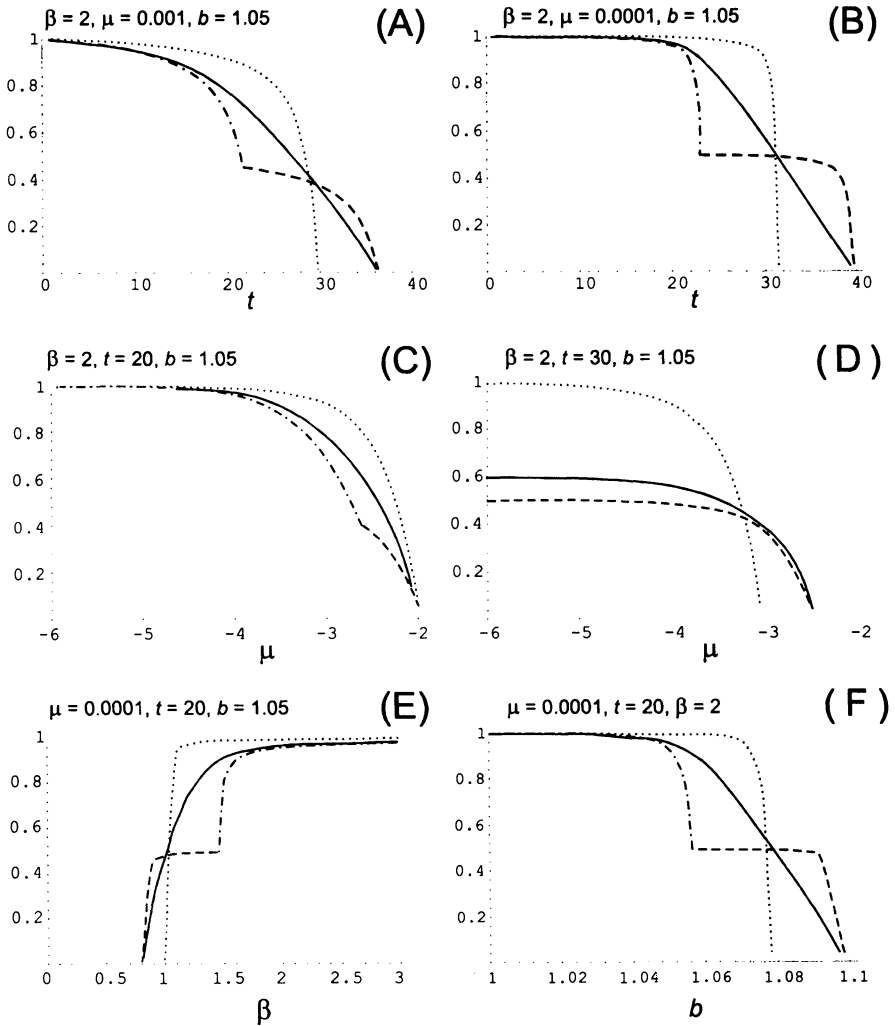 β = 2, μ = 0.001, b = 1.05
(A)
1
0.8
0.6
0.4
0.2
0 10 20 30 40
t
β = 2, μ = 0.0001, b = 1.05
(B)
1
0.8
0.6
0.4
0.2
0 10 20 30 40
t
β = 2, t = 20, b = 1.05
(C)
1
0.8
0.6
0.4
0.2
-6 -5 -4 -3 -2
μ
β = 2, t = 30, b = 1.05
(D)
1
0.8
0.6
0.4
0.2
-6 -5 -4 -3 -2
μ
μ = 0.0001, t = 20, b = 1.05
(E)
1
0.8
0.6
0.4
0.2
0 0.5 1 1.5 2 2.5 3
β
μ = 0.0001, t = 20, β = 2
(F)
1
0.8
0.6
0.4
0.2
1 1.02 1.04 1.06 1.08 1.1
b